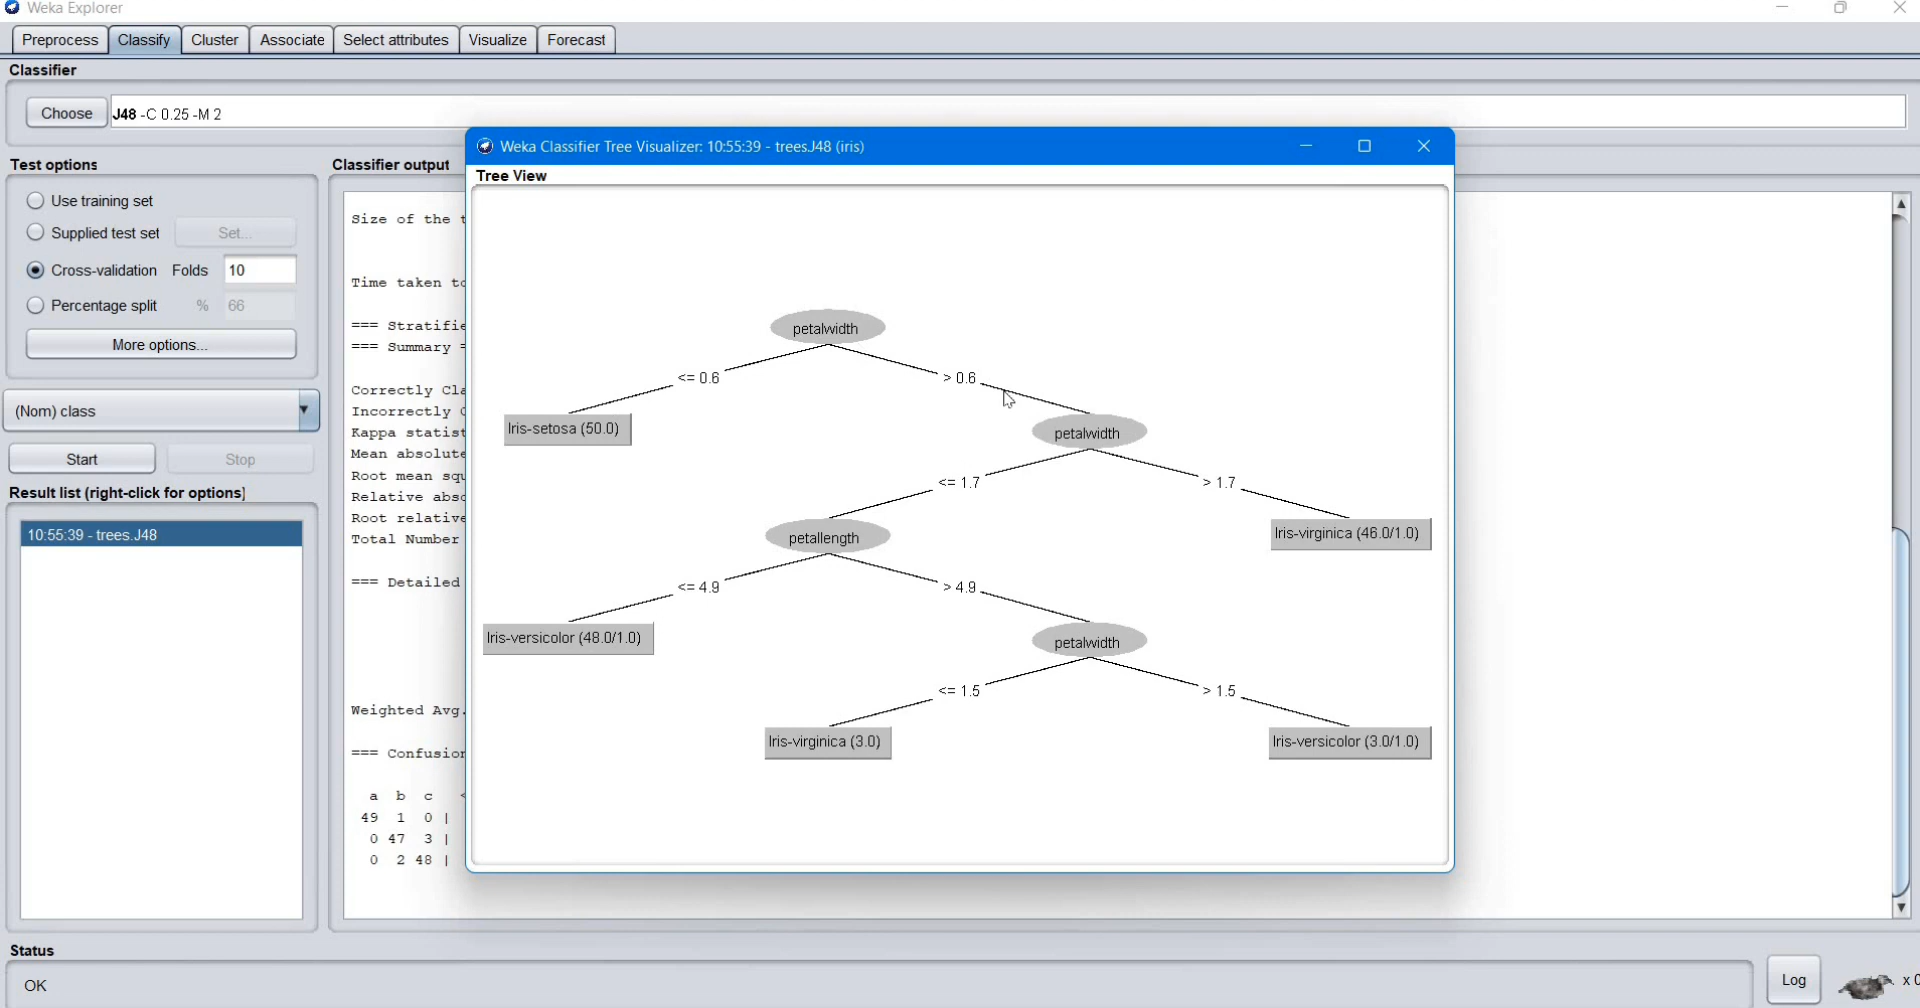 Weka Explorer
Preprocess Classify Cluster Associate Select attributes Visualize Forecast
Classifier
Choose J48 -C 0.25 -M 2
Test options
Use training set
Supplied test set Set...
Cross-validation Folds 10
Percentage split % 66
More options...
(Nom) class
Start Stop
Result list (right-click for options)
10:55:39 - trees.J48
Classifier output
Size of the t
Time taken to
=== Stratifie
=== Summary =
Correctly Cla
Incorrectly C
Kappa statist
Mean absolute
Root mean squ
Relative abso
Root relative
Total Number
=== Detailed
Weighted Avg.
=== Confusion
a b c <
49 1 0 |
0 47 3 |
0 2 48 |
Weka Classifier Tree Visualizer: 10:55:39 - trees.J48 (iris)
Tree View
petalwidth
<= 0.6 > 0.6
Iris-setosa (50.0) petalwidth
<= 1.7 > 1.7
petallength Iris-virginica (46.0/1.0)
<= 4.9 > 4.9
Iris-versicolor (48.0/1.0) petalwidth
<= 1.5 > 1.5
Iris-virginica (3.0) Iris-versicolor (3.0/1.0)
Status
OK
Log x 0